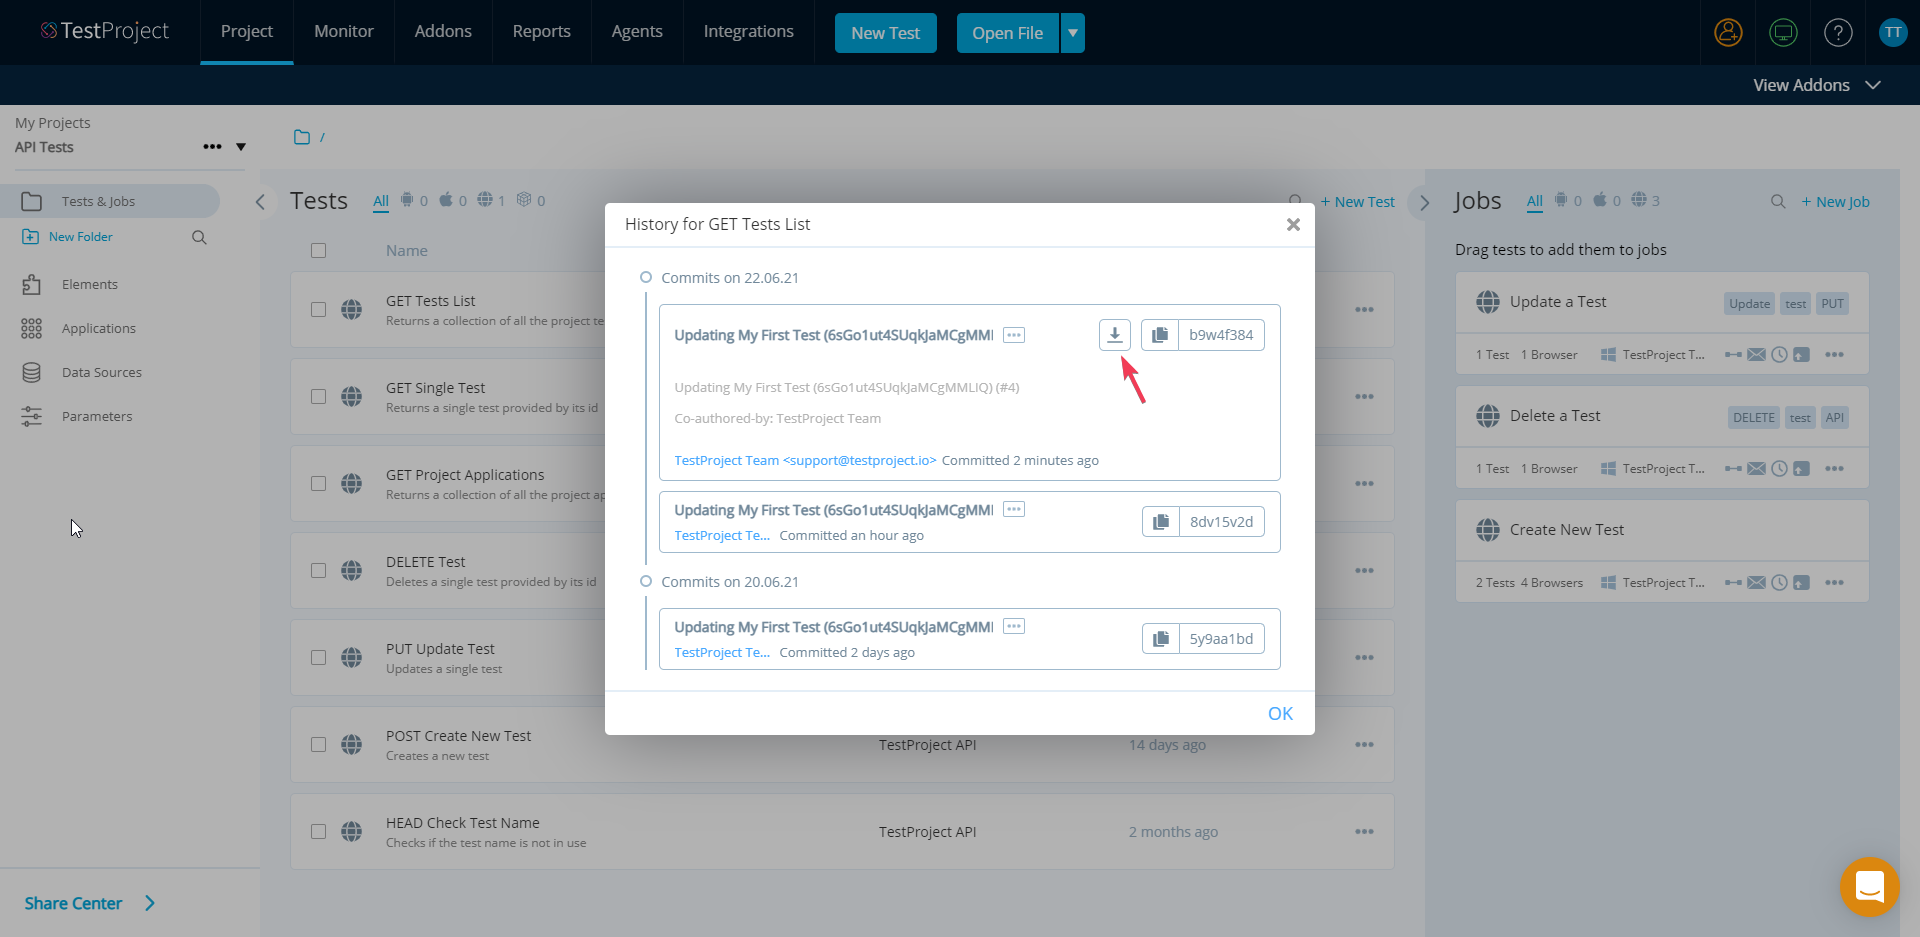 TestProject
Project
Monitor
Addons
Reports
Agents
Integrations
New Test
Open File
?
TT
View Addons
My Projects
API Tests
/
Tests & Jobs
New Folder
Elements
Applications
Data Sources
Parameters
Share Center
Tests
All 0 0 1 0
+ New Test
Name
GET Tests List
Returns a collection of all the project te
GET Single Test
Returns a single test provided by its id
GET Project Applications
Returns a collection of all the project ap
DELETE Test
Deletes a single test provided by its id
PUT Update Test
Updates a single test
POST Create New Test
Creates a new test
TestProject API
14 days ago
HEAD Check Test Name
Checks if the test name is not in use
TestProject API
2 months ago
History for GET Tests List
Commits on 22.06.21
Updating My First Test (6sGo1ut4SUqkJaMCgMM
b9w4f384
Updating My First Test (6sGo1ut4SUqkJaMCgMMLIQ) (#4)
Co-authored-by: TestProject Team
TestProject Team <support@testproject.io> Committed 2 minutes ago
Updating My First Test (6sGo1ut4SUqkJaMCgMM
8dv15v2d
TestProject Te... Committed an hour ago
Commits on 20.06.21
Updating My First Test (6sGo1ut4SUqkJaMCgMM
5y9aa1bd
TestProject Te... Committed 2 days ago
OK
Jobs
All 0 0 3
+ New Job
Drag tests to add them to jobs
Update a Test
Update test PUT
1 Test 1 Browser TestProject T...
Delete a Test
DELETE test API
1 Test 1 Browser TestProject T...
Create New Test
2 Tests 4 Browsers TestProject T...